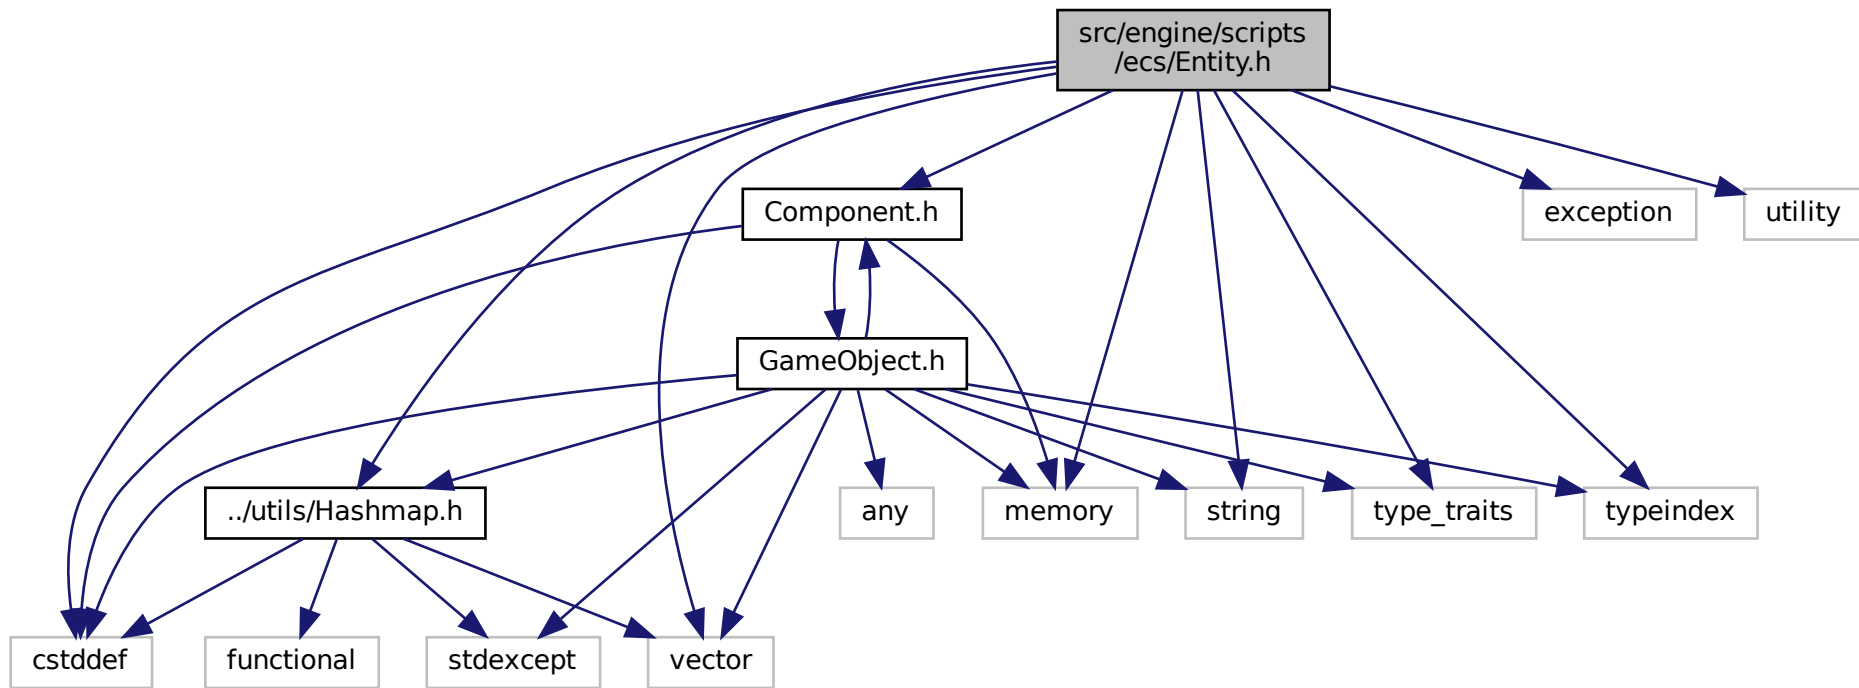 src/engine/scripts
/ecs/Entity.h
Component.h
exception
utility
GameObject.h
../utils/Hashmap.h
any
memory
string
type_traits
typeindex
cstddef
functional
stdexcept
vector